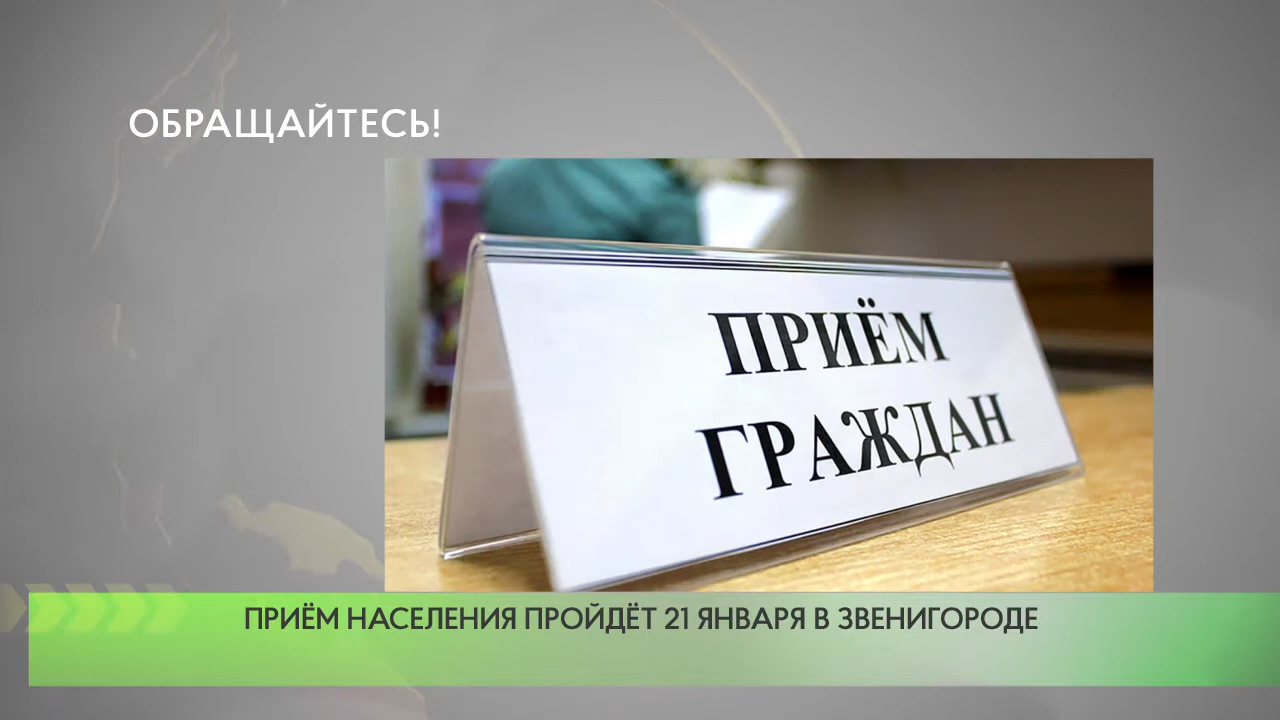 ОБРАЩАЙТЕСЬ!
ПРИЁМ
ГРАЖДАН
ПРИЁМ НАСЕЛЕНИЯ ПРОЙДЁТ 21 ЯНВАРЯ В ЗВЕНИГОРОДЕ